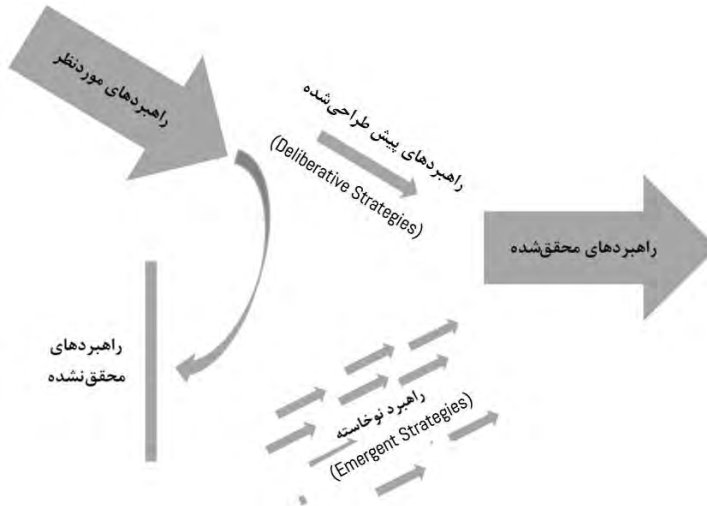 راهبردهای موردنظر
راهبردهای پیش طراحی‌شده
(Deliberative Strategies)
راهبردهای محقق‌شده
راهبردهای
محقق‌نشده
راهبرد نوخاسته
(Emergent Strategies)